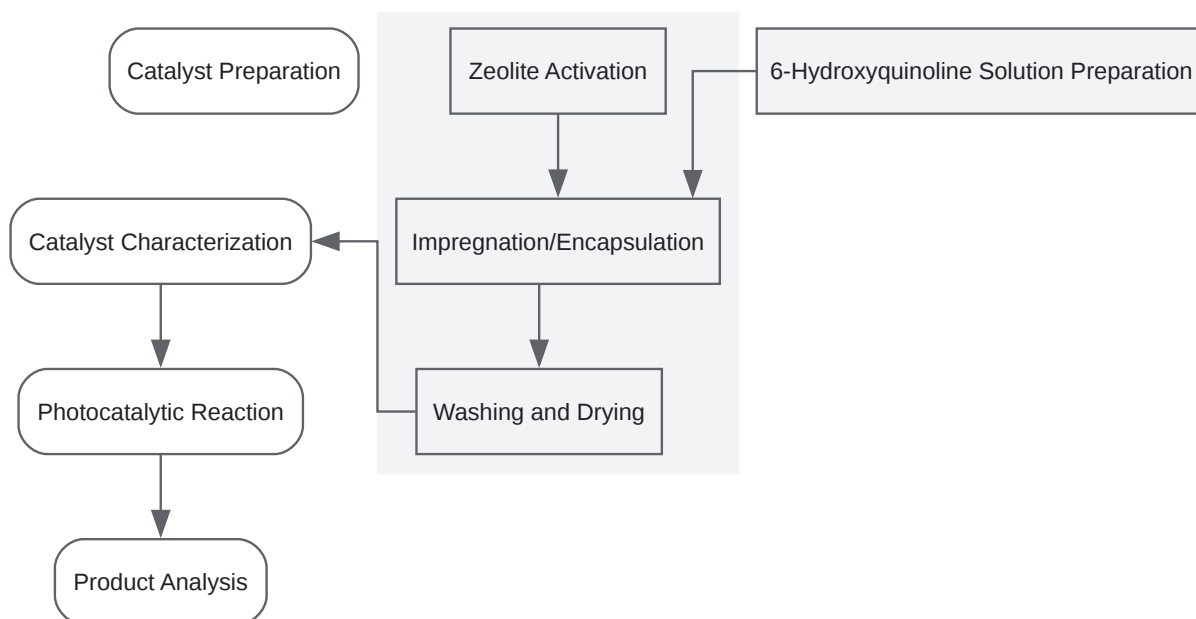 Catalyst Preparation
Zeolite Activation
6-Hydroxyquinoline Solution Preparation
Catalyst Characterization
Impregnation/Encapsulation
Photocatalytic Reaction
Washing and Drying
Product Analysis